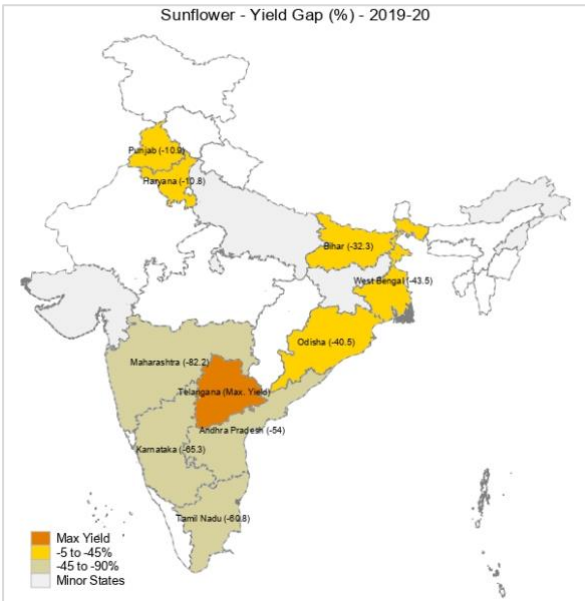 Sunflower - Yield Gap (%) - 2019-20
Punjab (-10.9)
Haryana (-10.8)
Bihar (-32.3)
West Bengal (-43.5)
Odisha (-40.5)
Maharashtra (-82.2)
Telangana (Max. Yield)
Andhra Pradesh (-54)
Karnataka (-65.3)
Tamil Nadu (-60.8)
Max Yield
-5 to -45%
-45 to -90%
Minor States